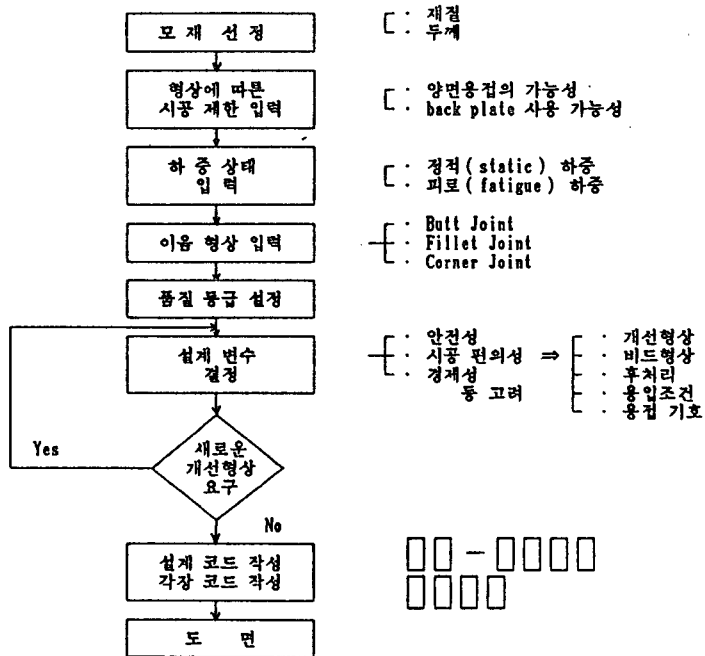 모 재 선 정
· 재질
· 두께
형상에 따른
시공 제한 입력
· 양면용접의 가능성
· back plate 사용 가능성
하 중 상태
입 력
· 정적 ( static ) 하중
· 피로 ( fatigue ) 하중
이음 형상 입력
· Butt Joint
· Fillet Joint
· Corner Joint
품질 등급 설정
설계 변수
결정
· 안전성
· 시공 편의성 ⇒
· 경제성
등 고려
· 개선형상
· 비드형상
· 후처리
· 용입조건
· 용접 기호
Yes
새로운
개선형상
요구
No
설계 코드 작성
각장 코드 작성
□□-□□□□
□□□□
도 면